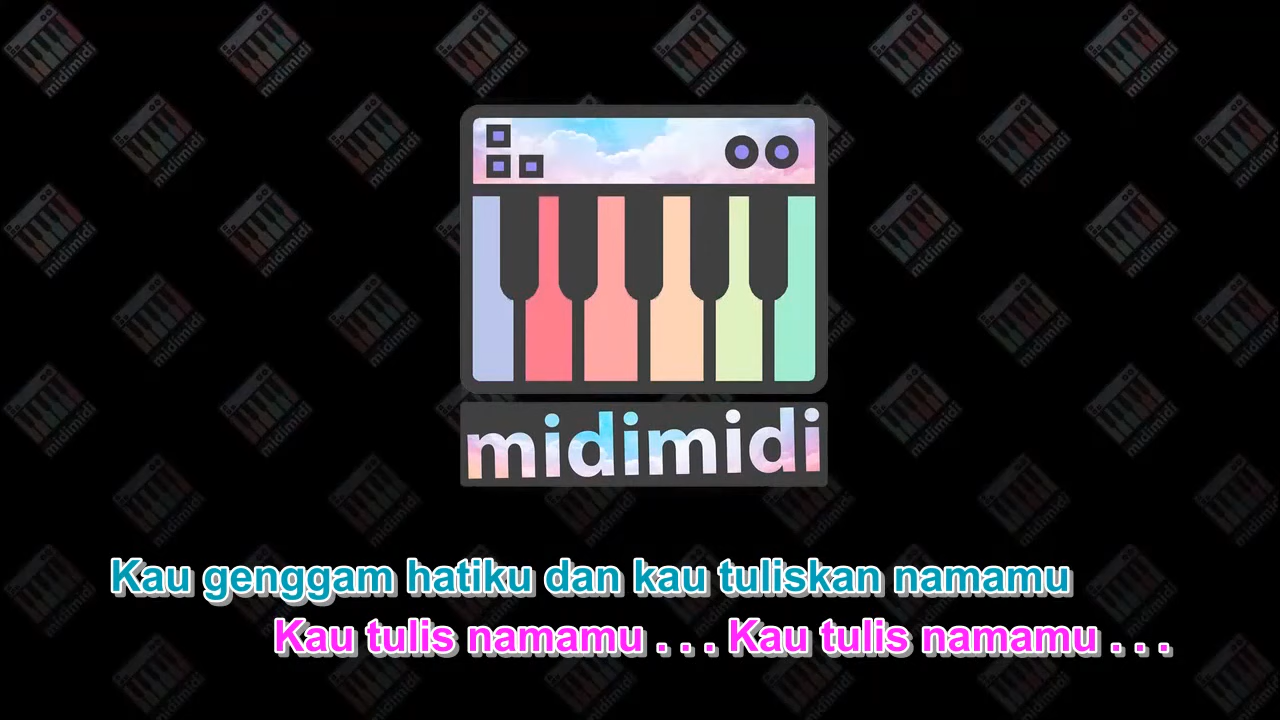 midimidi
Kau genggam hatiku dan kau tuliskan namamu
Kau tulis namamu . . . Kau tulis namamu . . .